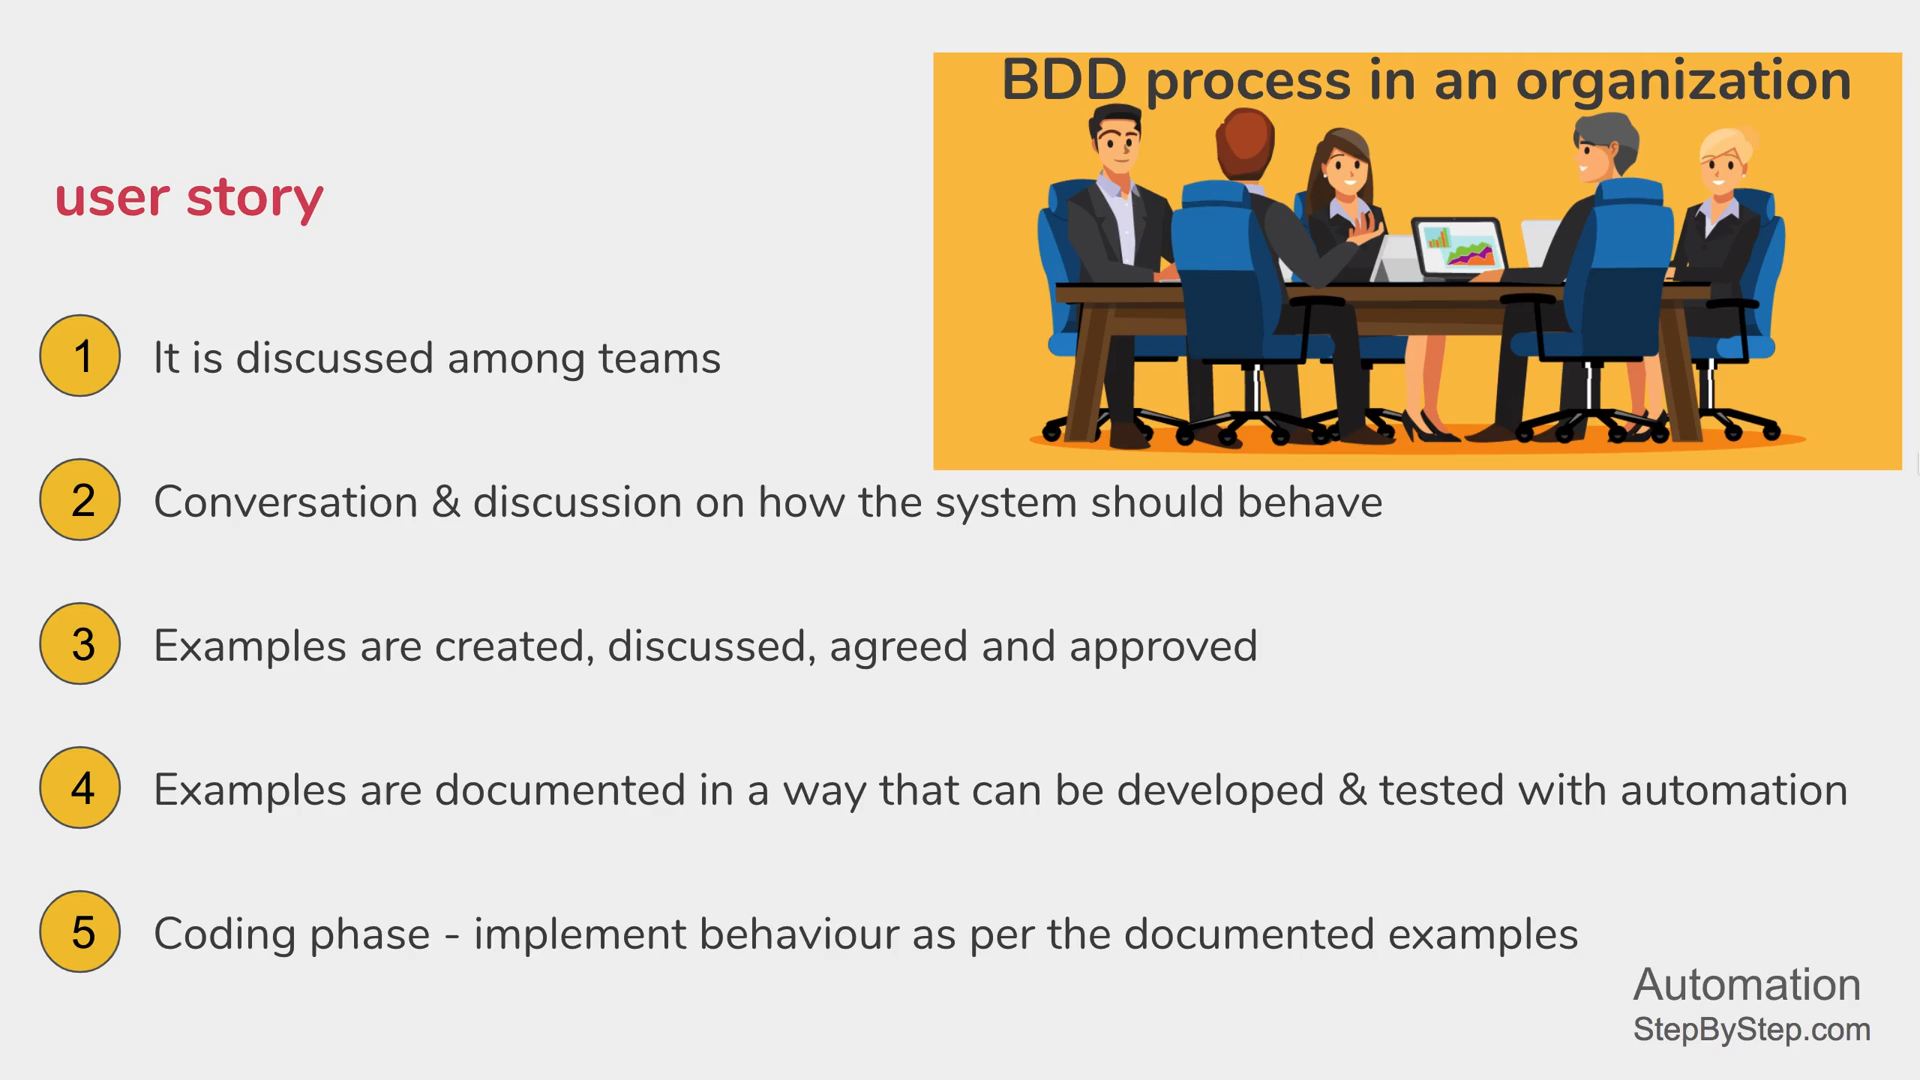 BDD process in an organization
user story
1 It is discussed among teams
2 Conversation & discussion on how the system should behave
3 Examples are created, discussed, agreed and approved
4 Examples are documented in a way that can be developed & tested with automation
5 Coding phase - implement behaviour as per the documented examples
Automation
StepByStep.com